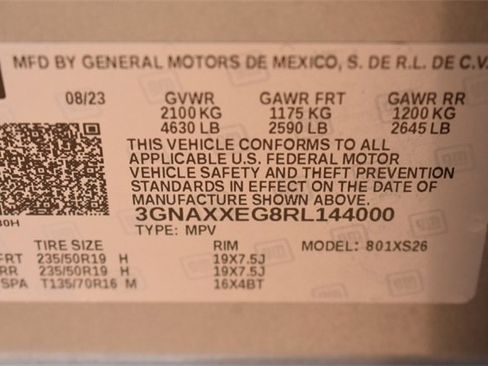 MFD BY GENERAL MOTORS DE MEXICO, S. DE R.L. DE C.V.
08/23 GVWR GAWR FRT GAWR RR
2100 KG 1175 KG 1200 KG
4630 LB 2590 LB 2645 LB
THIS VEHICLE CONFORMS TO ALL
APPLICABLE U.S. FEDERAL MOTOR
VEHICLE SAFETY AND THEFT PREVENTION
STANDARDS IN EFFECT ON THE DATE OF
MANUFACTURE SHOWN ABOVE.
3GNAXXEG8RL144000
TYPE: MPV
TIRE SIZE RIM MODEL: 801XS26
FRT 235/50R19 H 19X7.5J
RR 235/50R19 H 19X7.5J
SPA T135/70R16 M 16X4BT